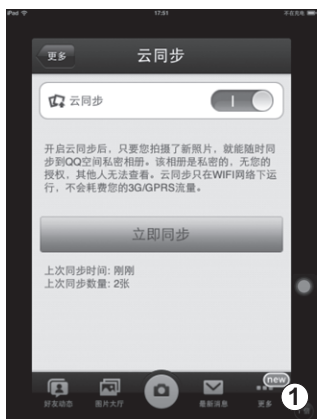 iPad 17:51 不在充电
更多 云同步
云同步
开启云同步后，只要您拍摄了新照片，就能随时同
步到QQ空间私密相册。该相册是私密的，无您的
授权，其他人无法查看。云同步只在WIFI网络下运
行，不会耗费您的3G/GPRS流量。
立即同步
上次同步时间: 刚刚
上次同步数量: 2张
new
好友动态 图片大厅 最新消息 更多
1